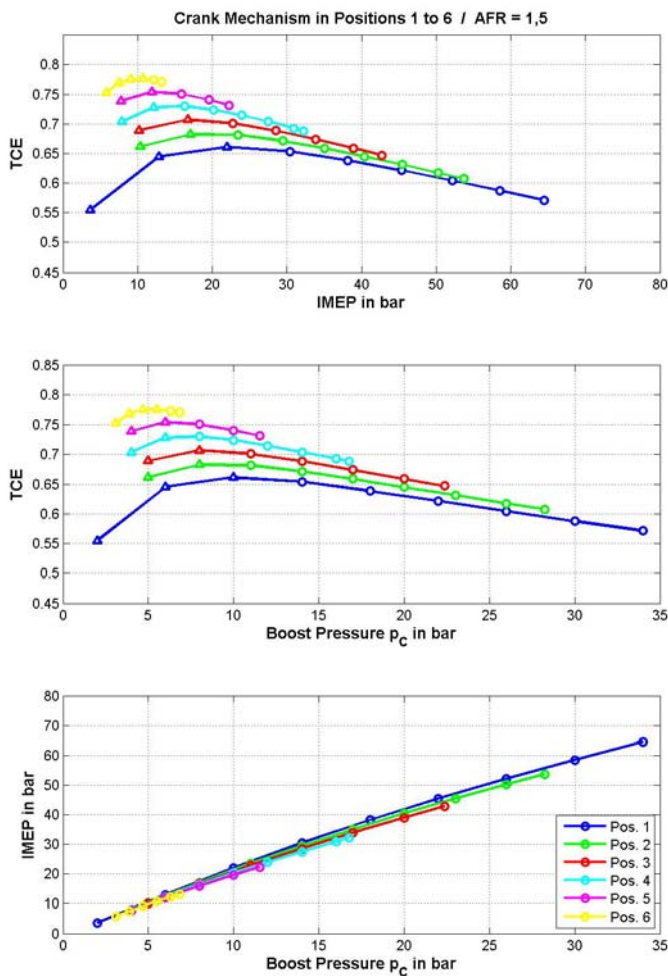 Crank Mechanism in Positions 1 to 6 / AFR = 1,5
TCE
0.8
0.75
0.7
0.65
0.6
0.55
0.5
0.45
0 10 20 30 40 50 60 70 80
IMEP in bar
TCE
0.85
0.8
0.75
0.7
0.65
0.6
0.55
0.5
0.45
0 5 10 15 20 25 30 35
Boost Pressure pC in bar
IMEP in bar
80
70
60
50
40
30
20
10
0
Pos. 1
Pos. 2
Pos. 3
Pos. 4
Pos. 5
Pos. 6
0 5 10 15 20 25 30 35
Boost Pressure pC in bar